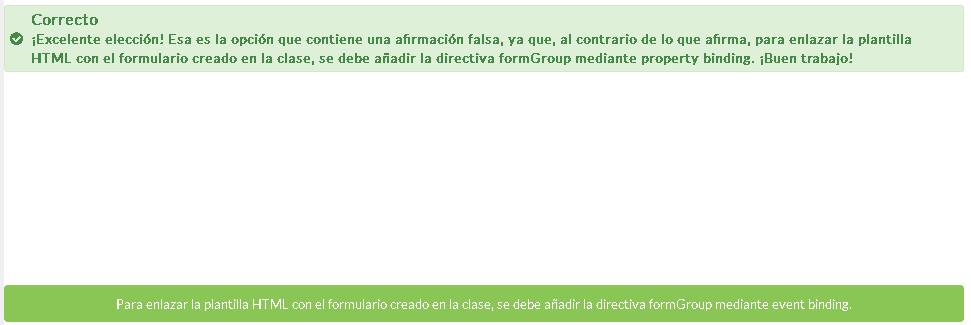 Correcto
¡Excelente elección! Esa es la opción que contiene una afirmación falsa, ya que, al contrario de lo que afirma, para enlazar la plantilla
HTML con el formulario creado en la clase, se debe añadir la directiva formGroup mediante property binding. ¡Buen trabajo!
Para enlazar la plantilla HTML con el formulario creado en la clase, se debe añadir la directiva formGroup mediante event binding.